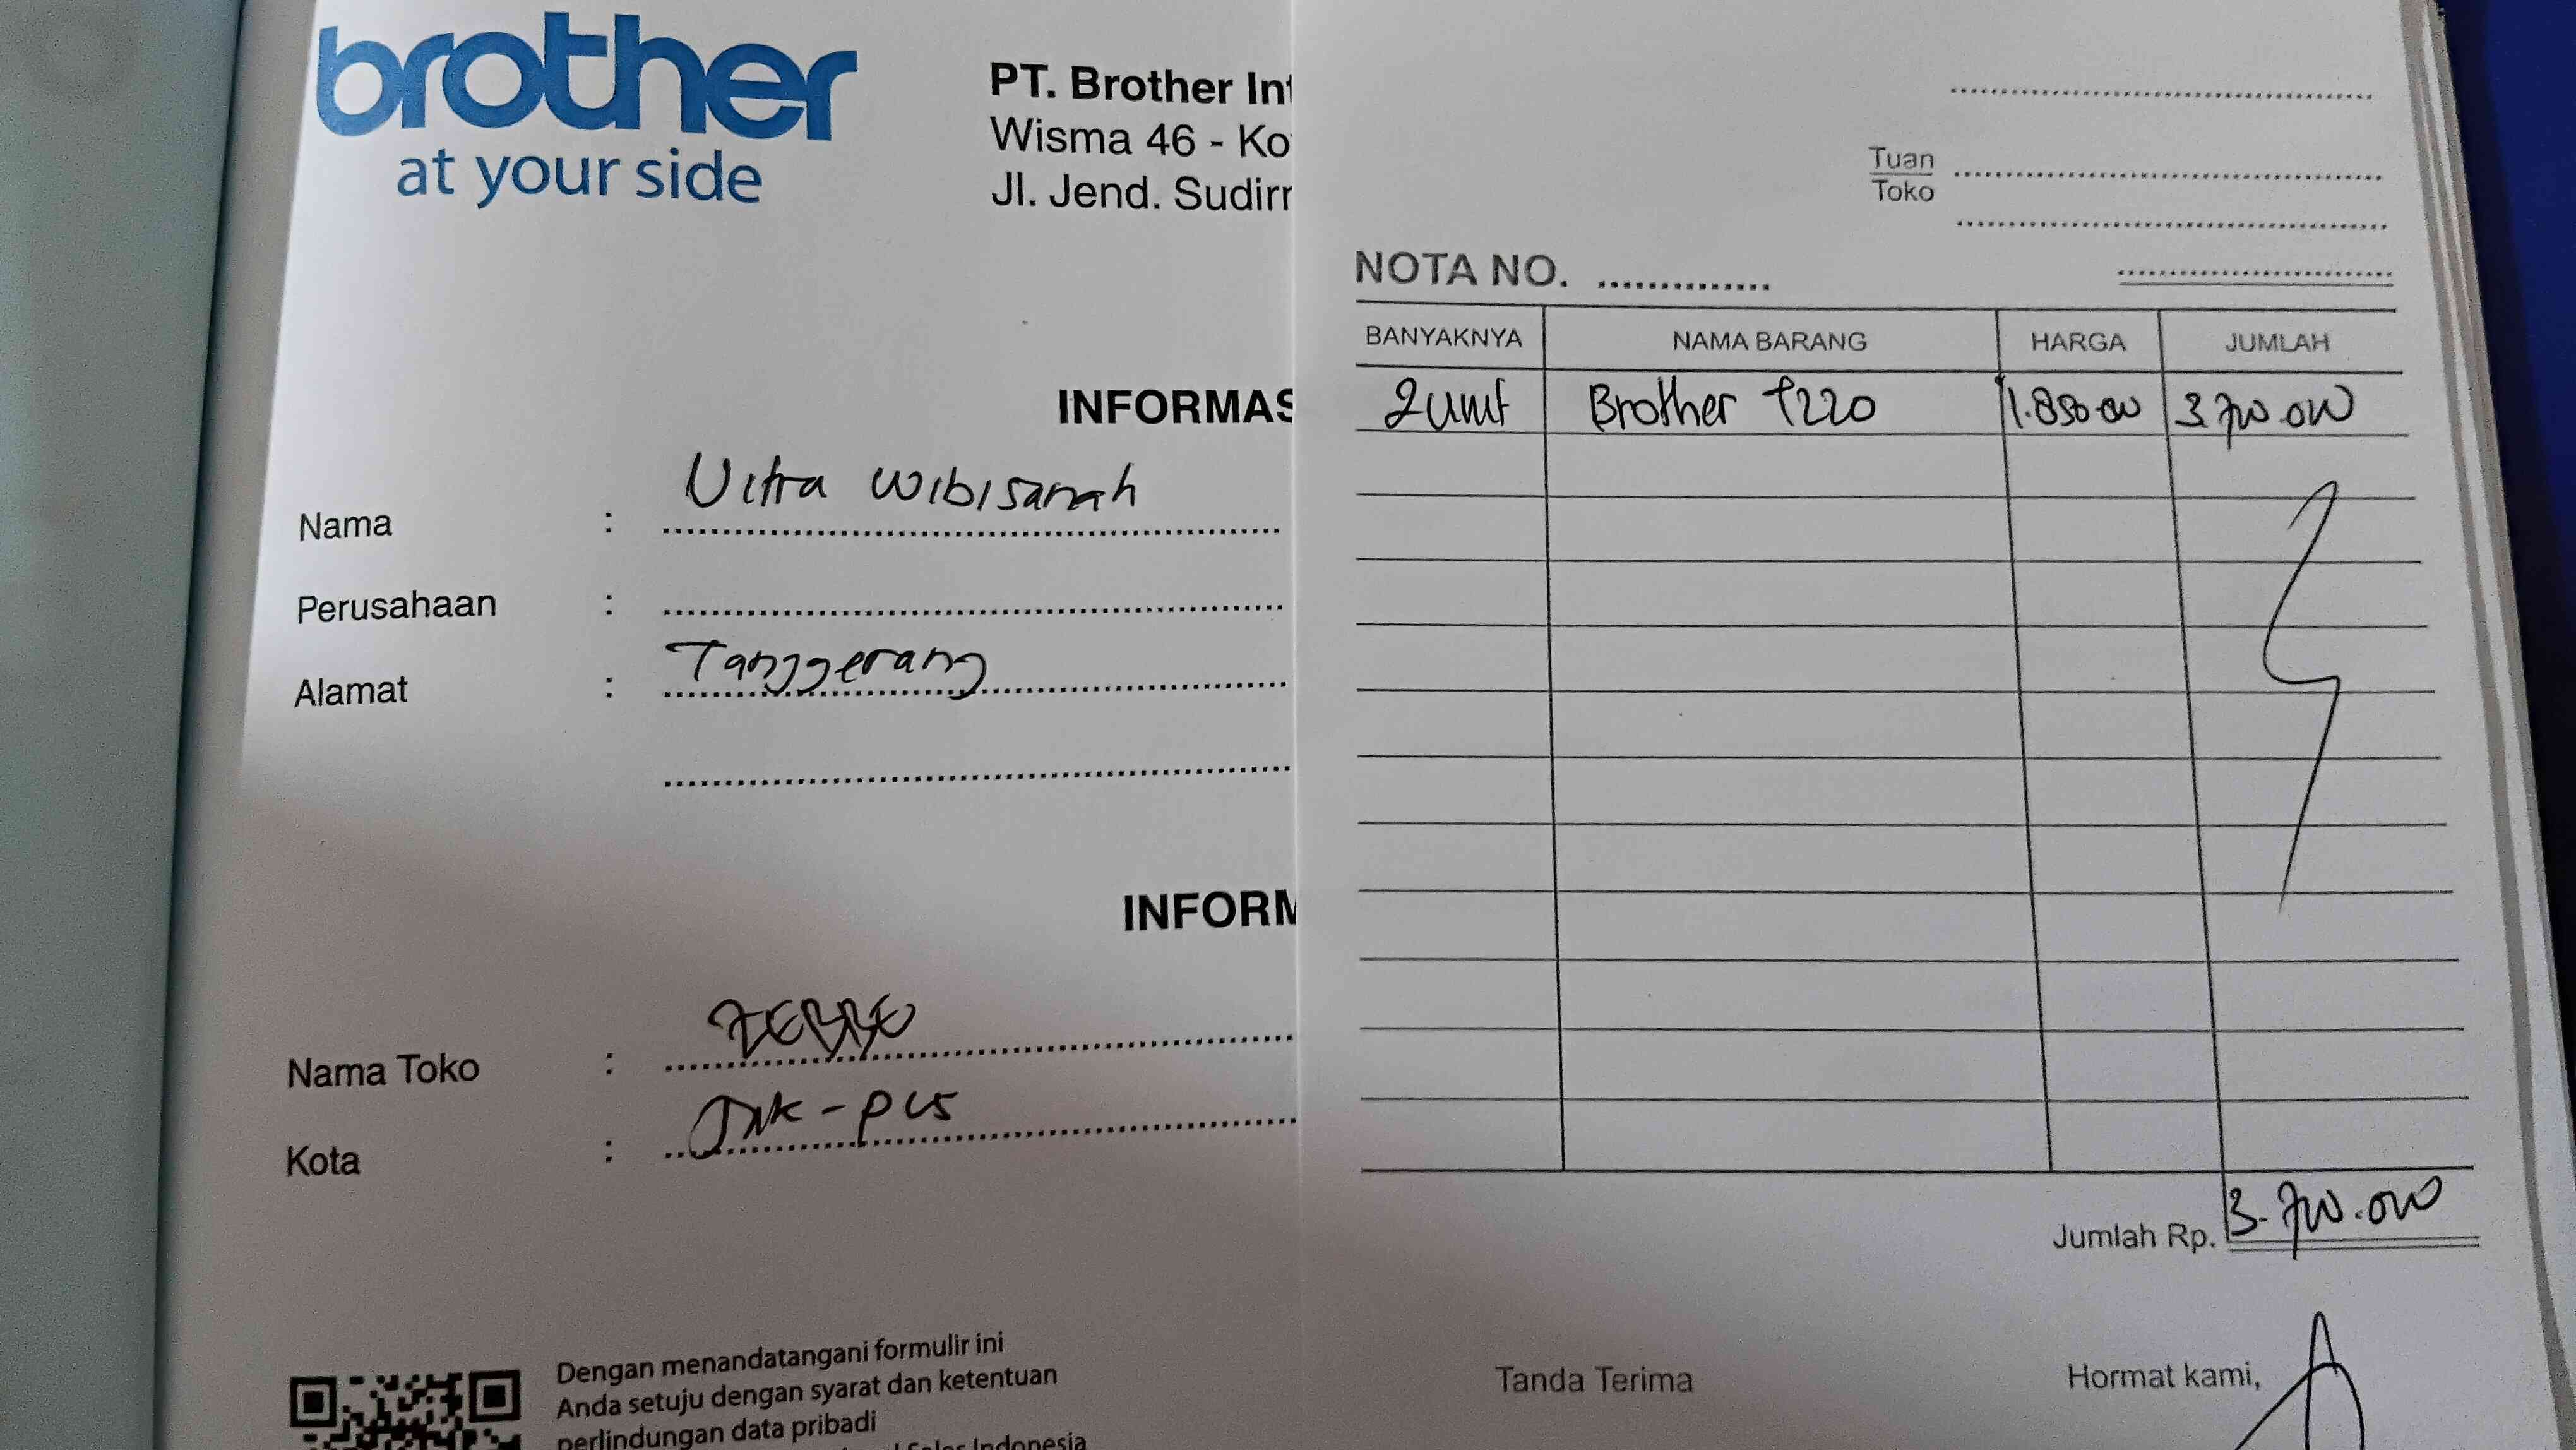 brother
at your side
PT. Brother Int
Wisma 46 - Ko
Jl. Jend. Sudirr
INFORMAS
Nama :
Perusahaan :
Alamat : Tanggerang
INFORM
Nama Toko :
Kota :
Dengan menandatangani formulir ini
Anda setuju dengan syarat dan ketentuan
perlindungan data pribadi
Sales Indonesia
Tuan
Toko
NOTA NO.
BANYAKNYA NAMA BARANG HARGA JUMLAH
2 unit Brother T220 1.850.000 3.700.000
Jumlah Rp. 3.700.000
Tanda Terima Hormat kami,